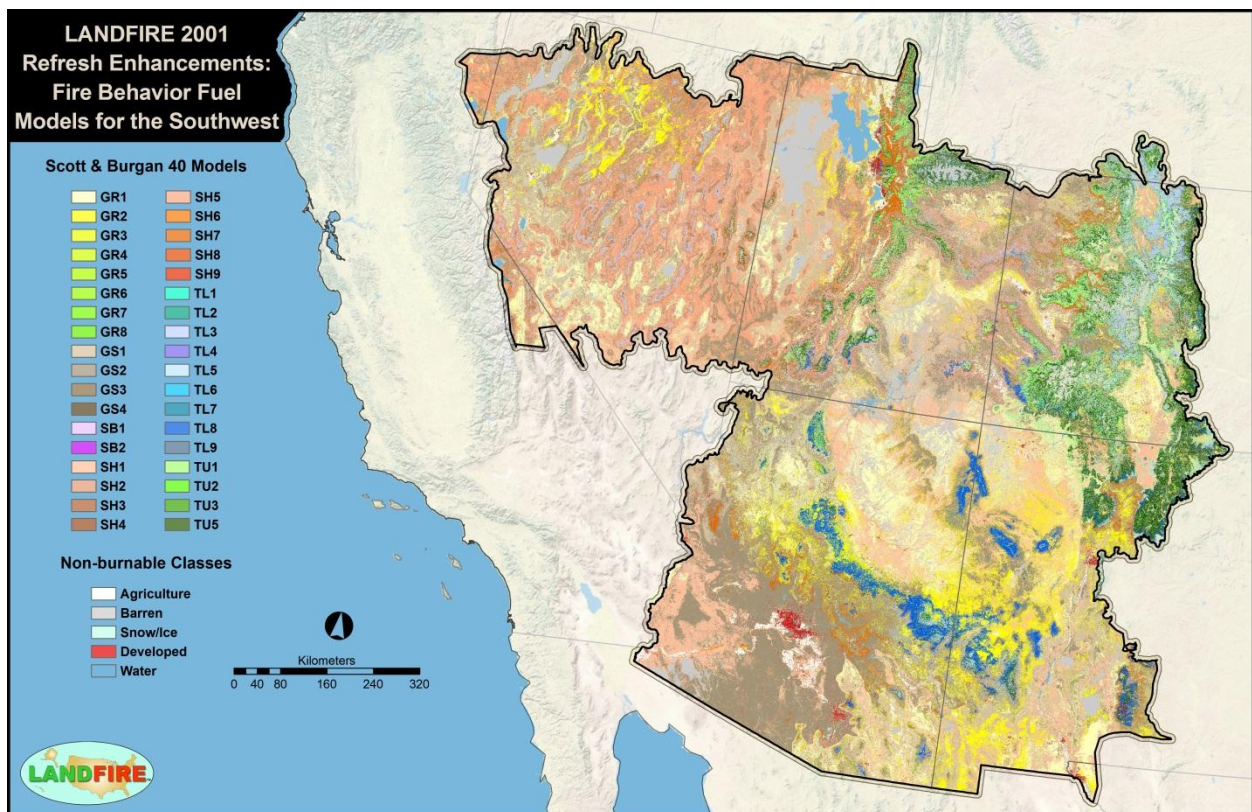 LANDFIRE 2001
Refresh Enhancements:
Fire Behavior Fuel
Models for the Southwest
Scott & Burgan 40 Models
GR1
GR2
GR3
GR4
GR5
GR6
GR7
GR8
GS1
GS2
GS3
GS4
SB1
SB2
SH1
SH2
SH3
SH4
SH5
SH6
SH7
SH8
SH9
TL1
TL2
TL3
TL4
TL5
TL6
TL7
TL8
TL9
TU1
TU2
TU3
TU5
Non-burnable Classes
Agriculture
Barren
Snow/Ice
Developed
Water
Kilometers
0 40 80 160 240 320
LANDFIRE